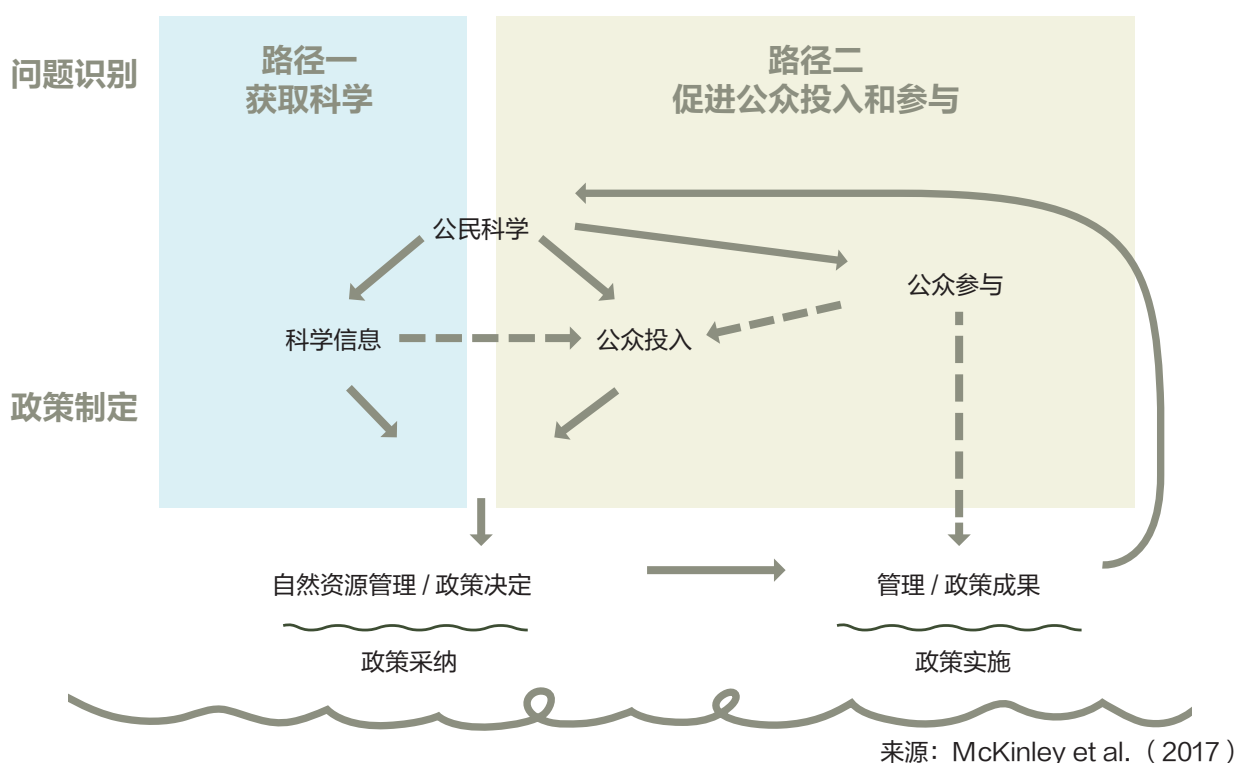 问题识别
路径一
获取科学
路径二
促进公众投入和参与
公民科学
公众参与
科学信息
公众投入
政策制定
自然资源管理 / 政策决定
管理 / 政策成果
政策采纳
政策实施
来源：McKinley et al.（2017）